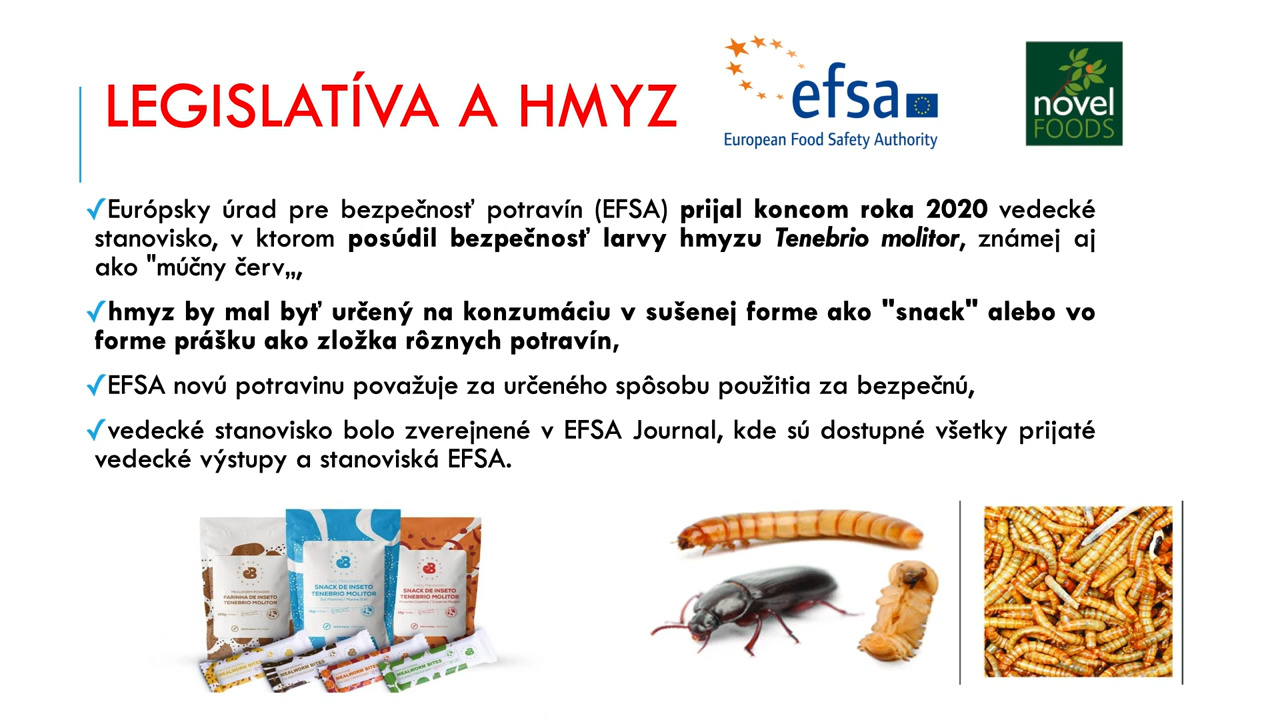 LEGISLATÍVA A HMYZ
efsa
European Food Safety Authority
novel
FOODS
✓Európsky úrad pre bezpečnosť potravín (EFSA) prijal koncom roka 2020 vedecké
stanovisko, v ktorom posúdil bezpečnosť larvy hmyzu Tenebrio molitor, známej aj
ako "múčny červ„,
✓hmyz by mal byť určený na konzumáciu v sušenej forme ako "snack" alebo vo
forme prášku ako zložka rôznych potravín,
✓EFSA novú potravinu považuje za určeného spôsobu použitia za bezpečnú,
✓vedecké stanovisko bolo zverejnené v EFSA Journal, kde sú dostupné všetky prijaté
vedecké výstupy a stanoviská EFSA.
FARINHA DE INSETO
TENEBRIO MOLITOR
SNACK DE INSETO
TENEBRIO MOLITOR
SNACK DE INSETO
TENEBRIO MOLITOR
MEALWORM BITES
MEALWORM BITES
MEALWORM BITES
MEALWORM BITES